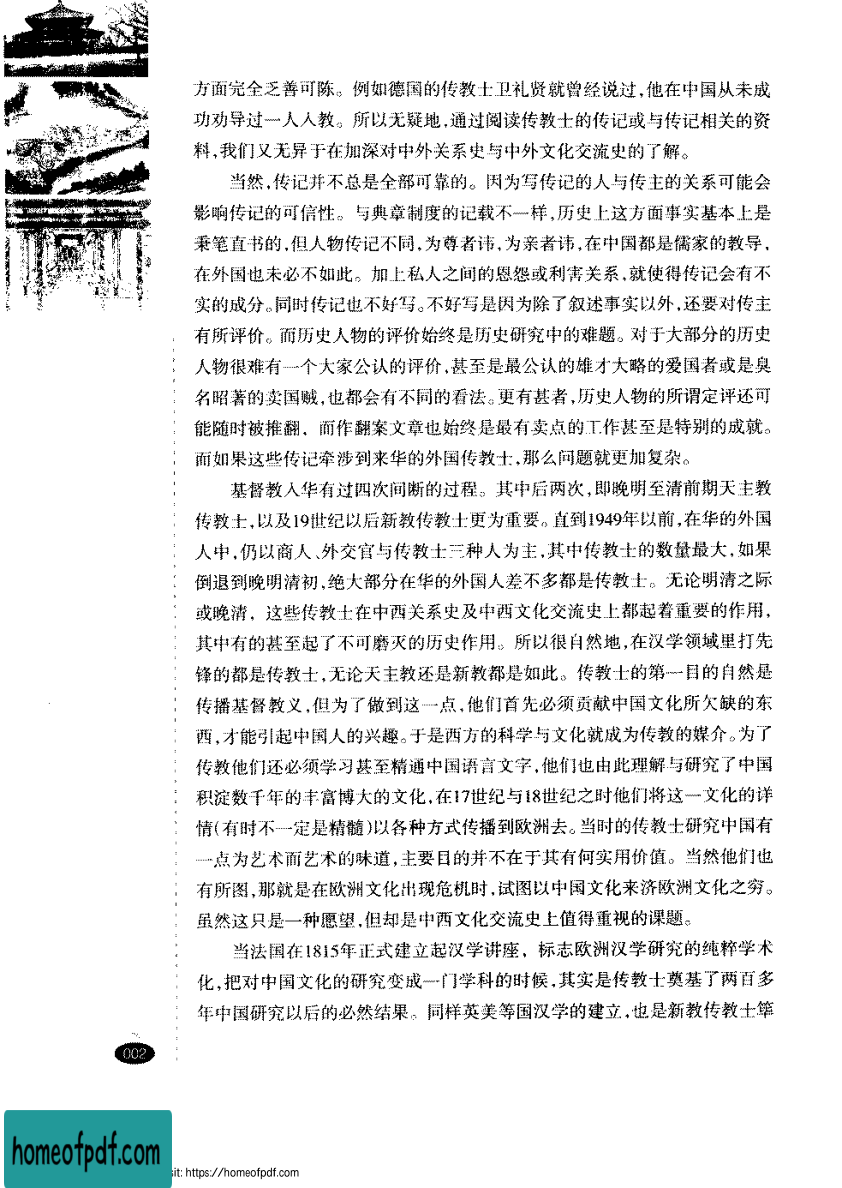 方面完全乏善可陈。例如德国的传教士卫礼贤就曾经说过,他在中国从未成
功劝导过一人入教。所以无疑地,通过阅读传教士的传记或与传记相关的资
料,我们又无异于在加深对中外关系史与中外文化交流史的了解。
当然,传记并不总是全部可靠的。因为写传记的人与传主的关系可能会
影响传记的可信性。与典章制度的记载不一样,历史上这方面事实基本上是
秉笔直书的,但人物传记不同,为尊者讳,为亲者讳,在中国都是儒家的教导,
在外国也未必不如此。加上私人之间的恩怨或利害关系,就使得传记会有不
实的成分。同时传记也不好写。不好写是因为除了叙述事实以外,还要对传主
有所评价。而历史人物的评价始终是历史研究中的难题。对于大部分的历史
人物很难有一个大家公认的评价,甚至是最公认的雄才大略的爱国者或是臭
名昭著的卖国贼,也都会有不同的看法。更有甚者,历史人物的所谓定评还可
能随时被推翻、而作翻案文章也始终是最有卖点的工作甚至是特别的成就。
而如果这些传记牵涉到来华的外国传教士,那么问题就更加复杂。
基督教入华有过四次间断的过程。其中后两次,即晚明至清前期天主教
传教士,以及19世纪以后新教传教士更为重要。直到1949年以前,在华的外国
人中,仍以商人、外交官与传教士三种人为主,其中传教士的数量最大,如果
倒退到晚明清初,绝大部分在华的外国人差不多都是传教士。无论明清之际
或晚清,这些传教士在中西关系史及中西文化交流史上都起着重要的作用,
其中有的甚至起了不可磨灭的历史作用。所以很自然地,在汉学领域里打先
锋的都是传教士,无论天主教还是新教都是如此。传教士的第一目的自然是
传播基督教义,但为了做到这一点,他们首先必须贡献中国文化所欠缺的东
西,才能引起中国人的兴趣。于是西方的科学与文化就成为传教的媒介。为了
传教他们还必须学习甚至精通中国语言文字,他们也由此理解与研究了中国
积淀数千年的丰富博大的文化,在17世纪与18世纪之时他们将这一文化的详
情(有时不一定是精髓)以各种方式传播到欧洲去。当时的传教士研究中国有
一点为艺术而艺术的味道,主要目的并不在于其有何实用价值。当然他们也
有所图,那就是在欧洲文化出现危机时,试图以中国文化来济欧洲文化之穷。
虽然这只是一种愿望,但却是中西文化交流史上值得重视的课题。
当法国在1815年正式建立起汉学讲座,标志欧洲汉学研究的纯粹学术
化,把对中国文化的研究变成一门学科的时候,其实是传教士奠基了两百多
年中国研究以后的必然结果。同样英美等国汉学的建立,也是新教传教士筚
002
homeofpdf.com
sit: https://homeofpdf.com